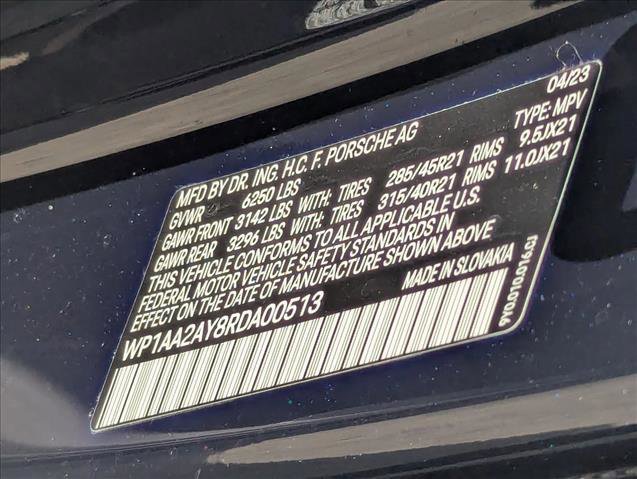 MFD BY DR. ING. H.C. F. PORSCHE AG 04/23
GVWR 6250 LBS TYPE: MPV
GAWR FRONT 3142 LBS WITH: TIRES 285/45R21 RIMS 9.5JX21
GAWR REAR 3296 LBS WITH: TIRES 315/40R21 RIMS 11.0JX21
THIS VEHICLE CONFORMS TO ALL APPLICABLE U.S.
FEDERAL MOTOR VEHICLE SAFETY STANDARDS IN
EFFECT ON THE DATE OF MANUFACTURE SHOWN ABOVE
WP1AA2AY8RDA00513 MADE IN SLOVAKIA